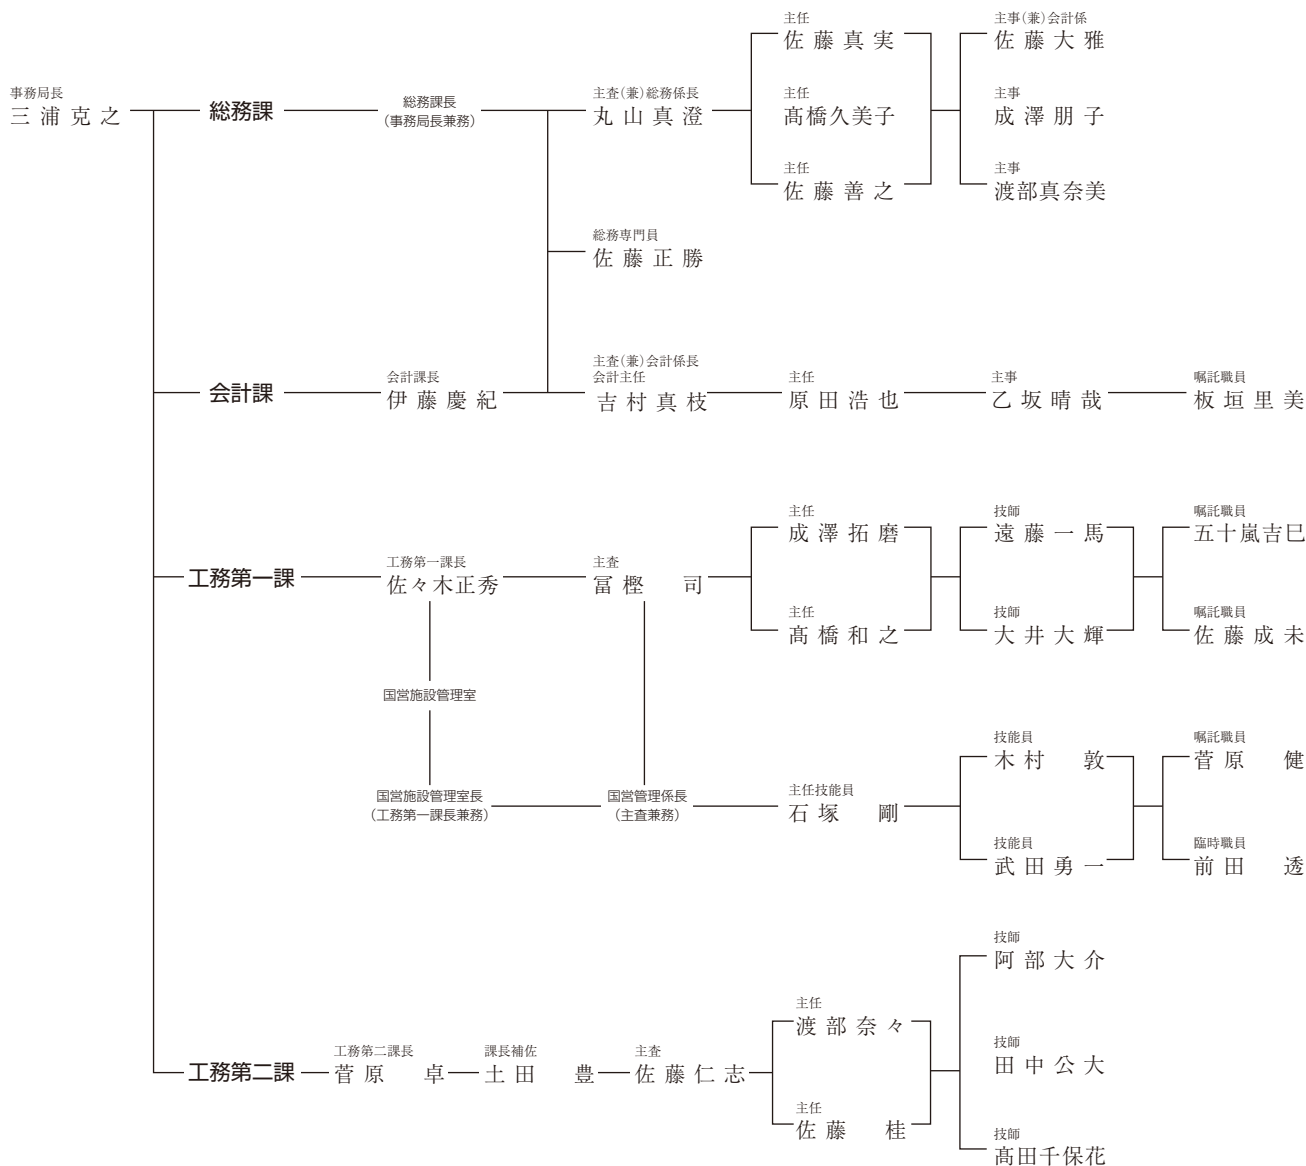 事務局長
三浦克之
総務課
総務課長
(事務局長兼務)
主査(兼)総務係長
丸山真澄
主任
佐藤真実
主任
髙橋久美子
主任
佐藤善之
主事(兼)会計係
佐藤大雅
主事
成澤朋子
主事
渡部真奈美
総務専門員
佐藤正勝
会計課
会計課長
伊藤慶紀
主査(兼)会計係長
会計主任
吉村真枝
主任
原田浩也
主事
乙坂晴哉
嘱託職員
板垣里美
工務第一課
工務第一課長
佐々木正秀
主査
冨樫 司
主任
成澤拓磨
主任
髙橋和之
技師
遠藤一馬
技師
大井大輝
嘱託職員
五十嵐吉巳
嘱託職員
佐藤成未
国営施設管理室
国営施設管理室長
(工務第一課長兼務)
国営管理係長
(主査兼務)
主任技能員
石塚 剛
技能員
木村 敦
技能員
武田勇一
嘱託職員
菅原 健
臨時職員
前田 透
工務第二課
工務第二課長
菅原 卓
課長補佐
土田 豊
主査
佐藤仁志
主任
渡部奈々
主任
佐藤 桂
技師
阿部大介
技師
田中公大
技師
髙田千保花